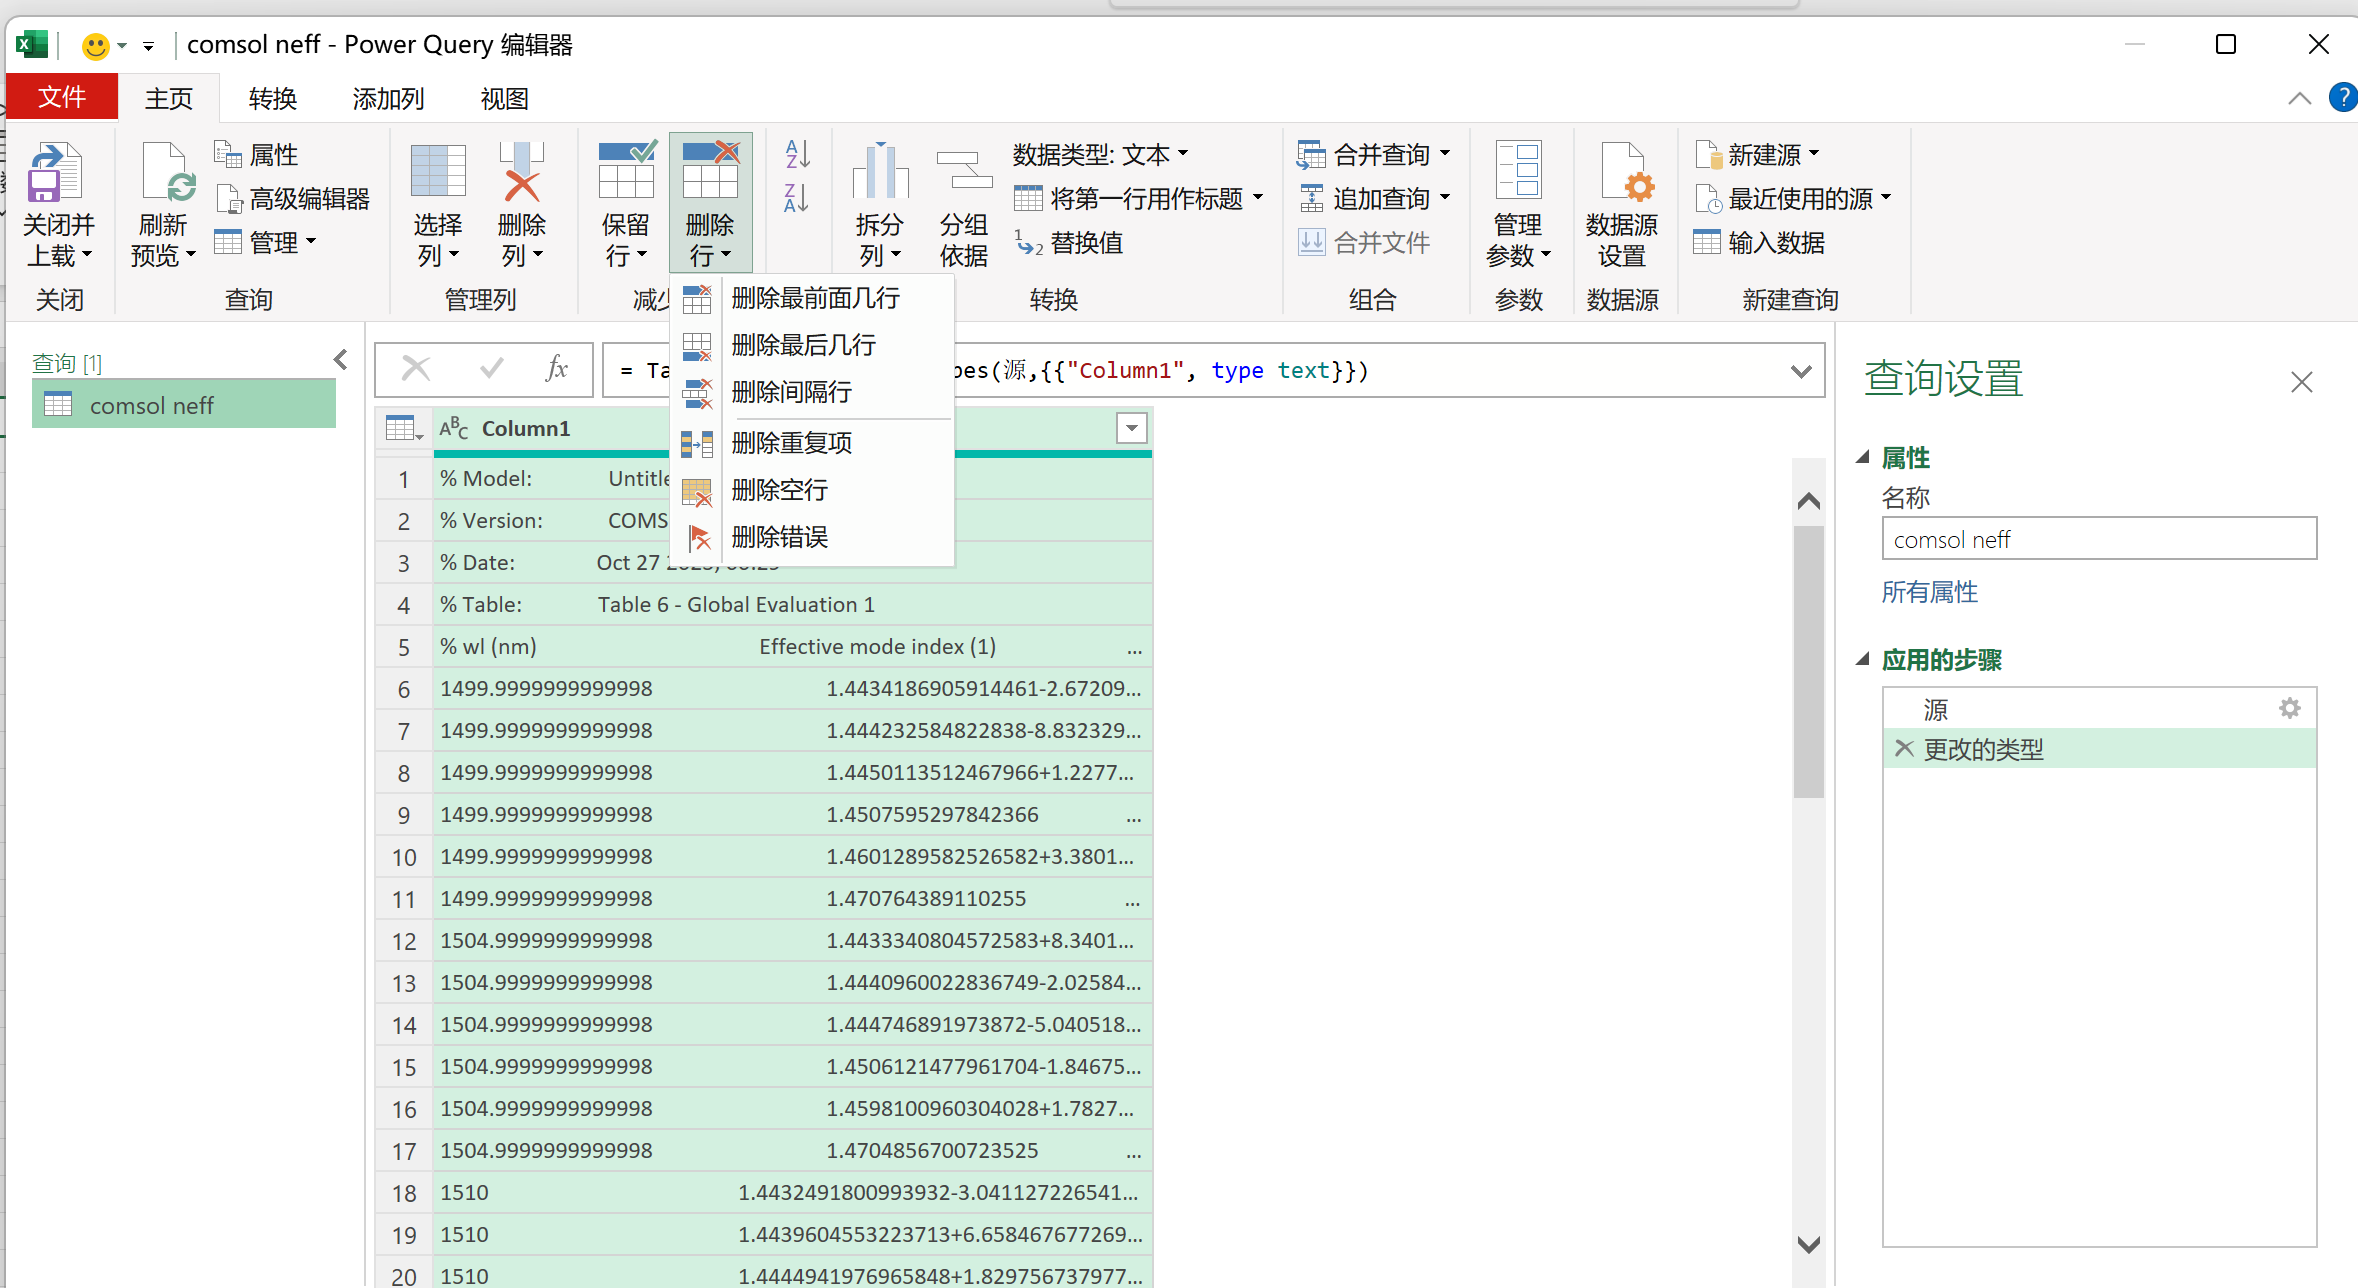 comsol neff - Power Query 编辑器
文件 主页 转换 添加列 视图
关闭并上载 关闭
刷新预览 属性 高级编辑器 管理 查询
选择列 删除列 管理列
保留行 删除行
拆分列 分组依据 数据类型: 文本 将第一行用作标题 替换值 转换
合并查询 追加查询 合并文件 组合
管理参数 参数
数据源设置 数据源
新建源 最近使用的源 输入数据 新建查询
删除最前面几行
删除最后几行
删除间隔行
删除重复项
删除空行
删除错误
查询 [1]
comsol neff
fx = Ta pes(源,{{"Column1", type text}})
ABC Column1
1 % Model: Untitle
2 % Version: COMS
3 % Date: Oct 27
4 % Table: Table 6 - Global Evaluation 1
5 % wl (nm) Effective mode index (1) ...
6 1499.9999999999998 1.4434186905914461-2.67209...
7 1499.9999999999998 1.444232584822838-8.832329...
8 1499.9999999999998 1.4450113512467966+1.2277...
9 1499.9999999999998 1.4507595297842366 ...
10 1499.9999999999998 1.4601289582526582+3.3801...
11 1499.9999999999998 1.470764389110255 ...
12 1504.9999999999998 1.4433340804572583+8.3401...
13 1504.9999999999998 1.4440960022836749-2.02584...
14 1504.9999999999998 1.444746891973872-5.040518...
15 1504.9999999999998 1.4506121477961704-1.84675...
16 1504.9999999999998 1.4598100960304028+1.7827...
17 1504.9999999999998 1.4704856700723525 ...
18 1510 1.4432491800993932-3.041127226541...
19 1510 1.4439604553223713+6.658467677269...
20 1510 1.4444941976965848+1.829756737977...
查询设置
属性
名称
comsol neff
所有属性
应用的步骤
源
更改的类型